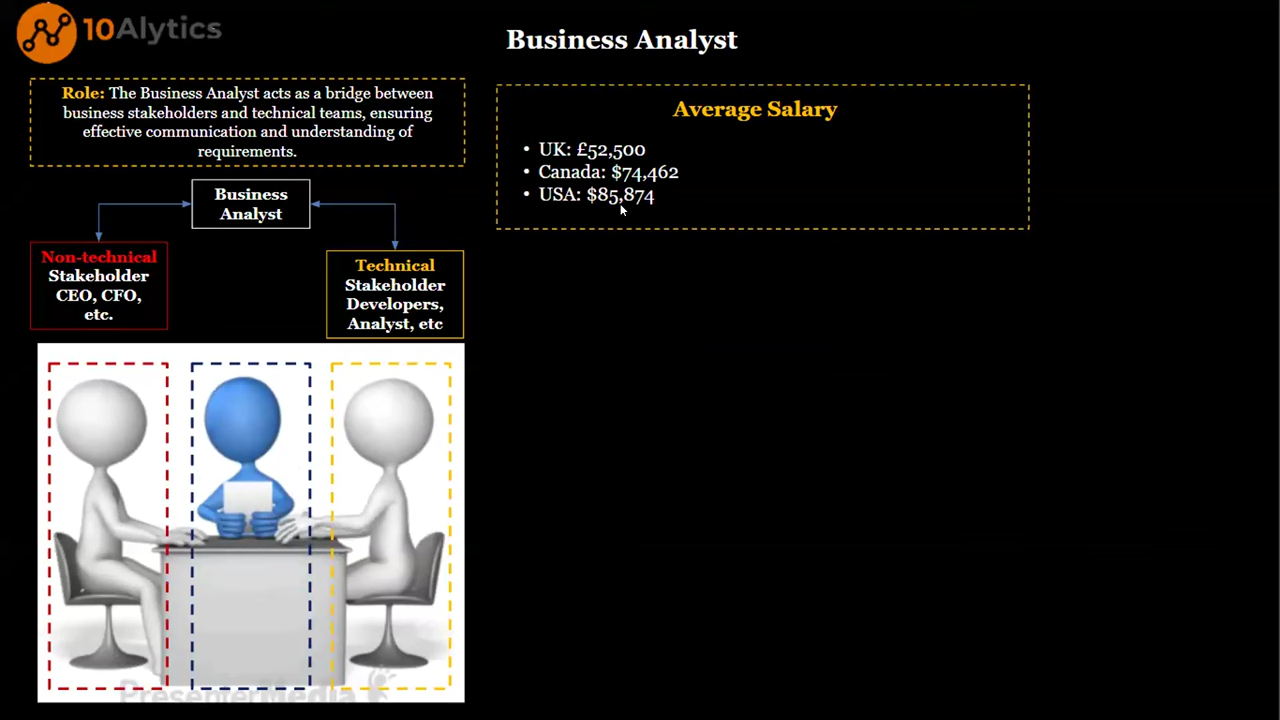 10Alytics
Business Analyst
Role: The Business Analyst acts as a bridge between
business stakeholders and technical teams, ensuring
effective communication and understanding of
requirements.
Business
Analyst
Non-technical
Stakeholder
CEO, CFO,
etc.
Technical
Stakeholder
Developers,
Analyst, etc
Average Salary
• UK: £52,500
• Canada: $74,462
• USA: $85,874
PresenterMedia